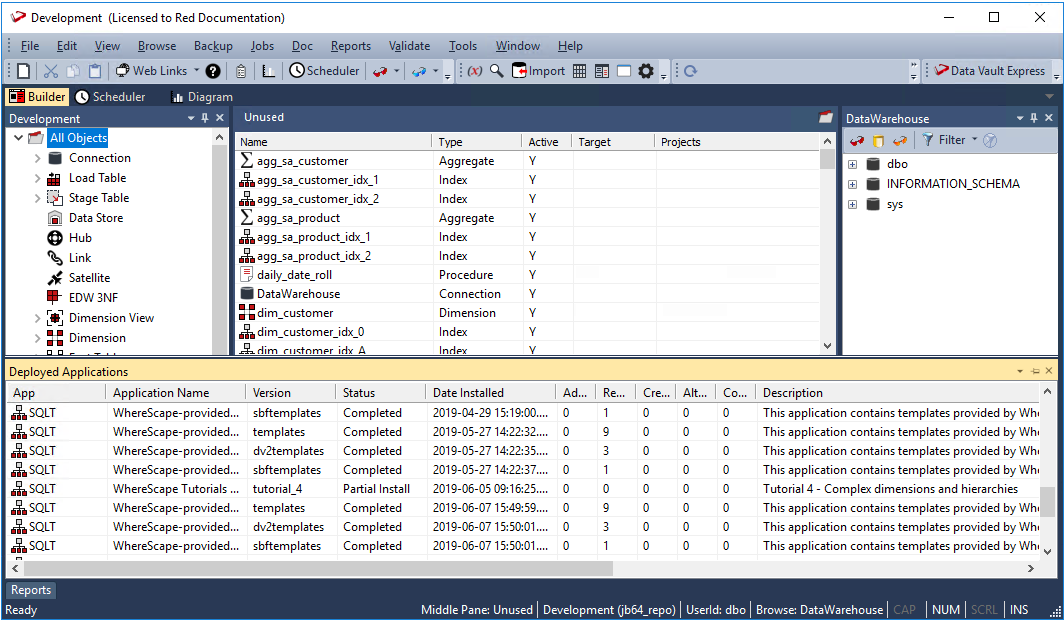 Development (Licensed to Red Documentation)
File Edit View Browse Backup Jobs Doc Reports Validate Tools Window Help
Web Links Scheduler (x) Import Data Vault Express
Builder Scheduler Diagram
Development
All Objects
Connection
Load Table
Stage Table
Data Store
Hub
Link
Satellite
EDW 3NF
Dimension View
Dimension
Unused
Name Type Active Target Projects
agg_sa_customer Aggregate Y
agg_sa_customer_idx_1 Index Y
agg_sa_customer_idx_2 Index Y
agg_sa_product Aggregate Y
agg_sa_product_idx_1 Index Y
agg_sa_product_idx_2 Index Y
daily_date_roll Procedure Y
DataWarehouse Connection Y
dim_customer Dimension Y
dim_customer_idx_0 Index Y
dim_customer_idx_A Index Y
DataWarehouse
Filter
dbo
INFORMATION_SCHEMA
sys
Deployed Applications
App Application Name Version Status Date Installed Ad... Re... Cre... Alt... Co... Description
SQLT WhereScape-provided... sbftemplates Completed 2019-04-29 15:19:00.... 0 1 0 0 0 This application contains templates provided by Whe
SQLT WhereScape-provided... templates Completed 2019-05-27 14:22:32.... 0 9 0 0 0 This application contains templates provided by Whe
SQLT WhereScape-provided... dv2templates Completed 2019-05-27 14:22:35.... 0 3 0 0 0 This application contains templates provided by Whe
SQLT WhereScape-provided... sbftemplates Completed 2019-05-27 14:22:37.... 0 1 0 0 0 This application contains templates provided by Whe
SQLT WhereScape Tutorials ... tutorial_4 Partial Install 2019-06-05 09:16:25.... 0 0 0 0 0 Tutorial 4 - Complex dimensions and hierarchies
SQLT WhereScape-provided... templates Completed 2019-06-07 15:49:59.... 0 9 0 0 0 This application contains templates provided by Whe
SQLT WhereScape-provided... dv2templates Completed 2019-06-07 15:50:01.... 0 3 0 0 0 This application contains templates provided by Whe
SQLT WhereScape-provided... sbftemplates Completed 2019-06-07 15:50:01.... 0 1 0 0 0 This application contains templates provided by Whe
Reports
Ready Middle Pane: Unused Development (jb64_repo) UserId: dbo Browse: DataWarehouse CAP NUM SCRL INS